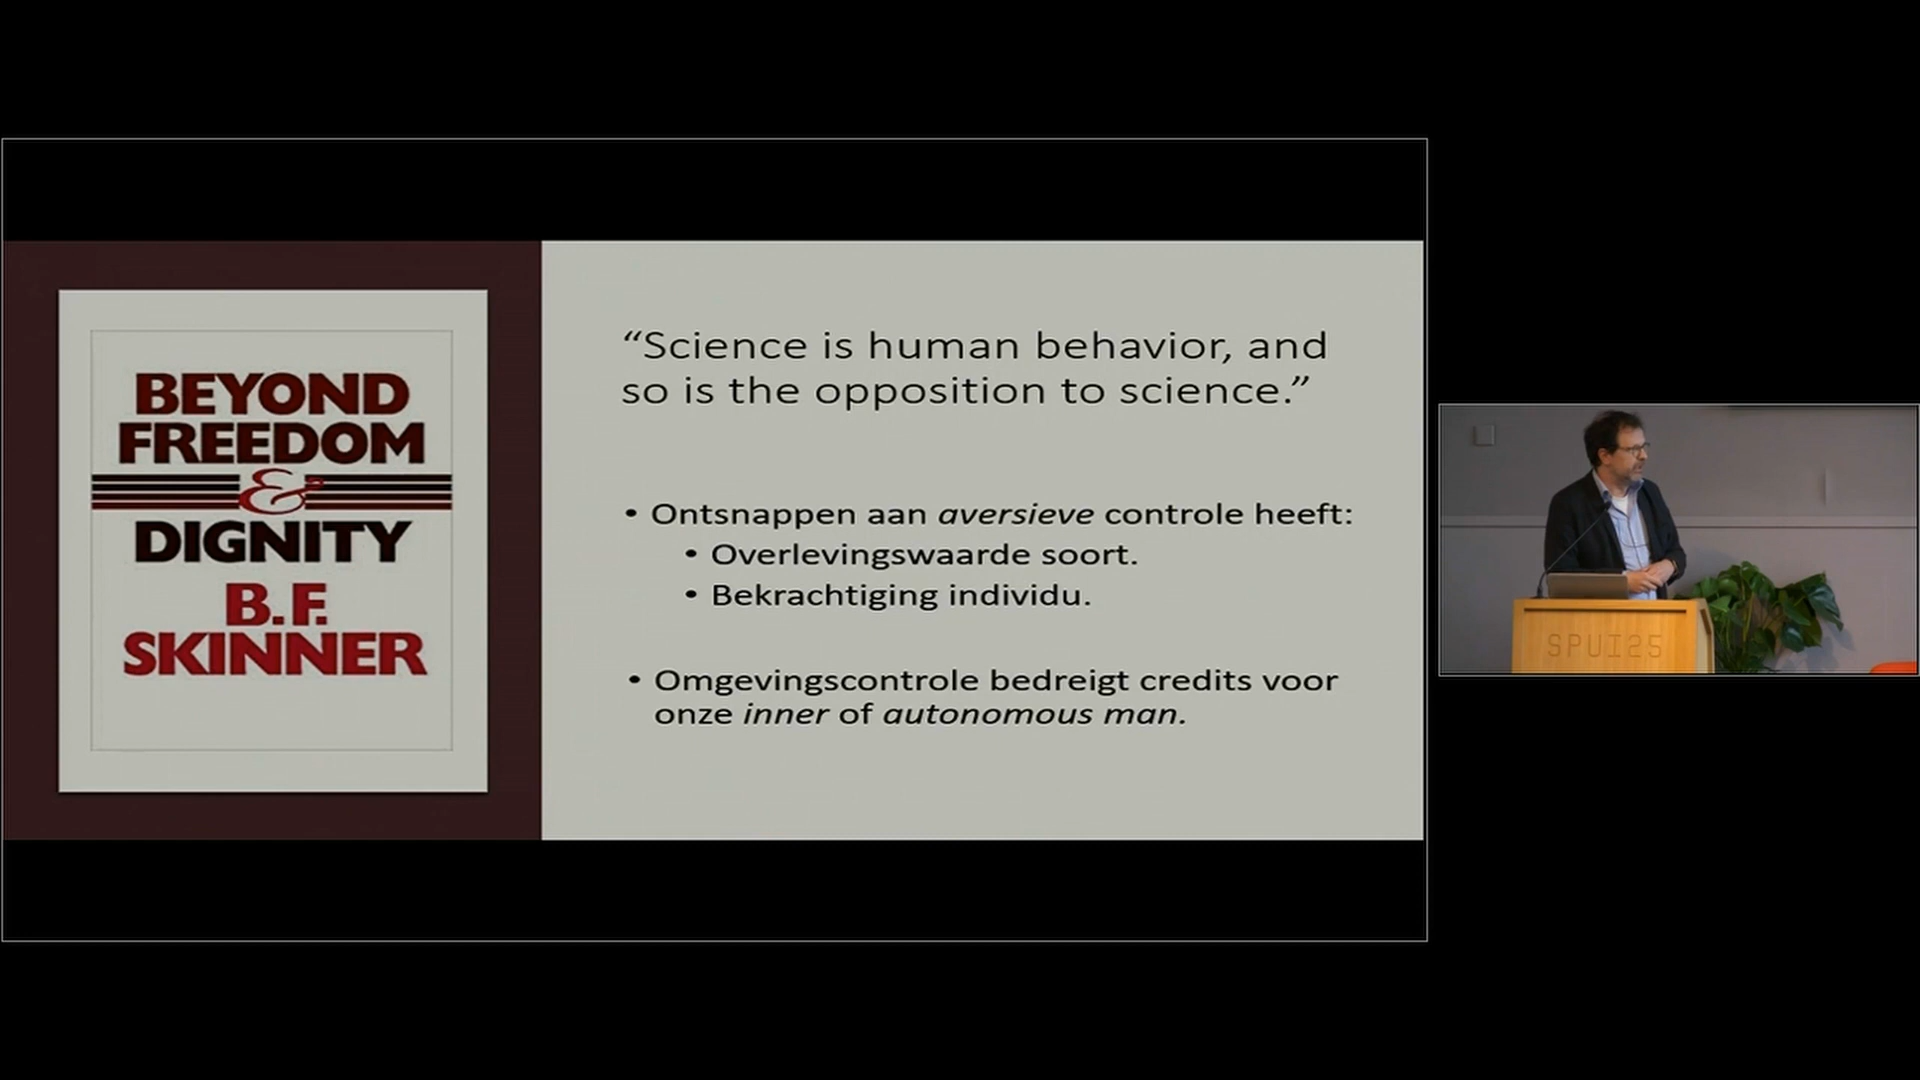 BEYOND
FREEDOM
&
DIGNITY
B.F.
SKINNER
“Science is human behavior, and
so is the opposition to science.”
• Ontsnappen aan aversieve controle heeft:
• Overlevingswaarde soort.
• Bekrachtiging individu.
• Omgevingscontrole bedreigt credits voor
onze inner of autonomous man.
SPUI25